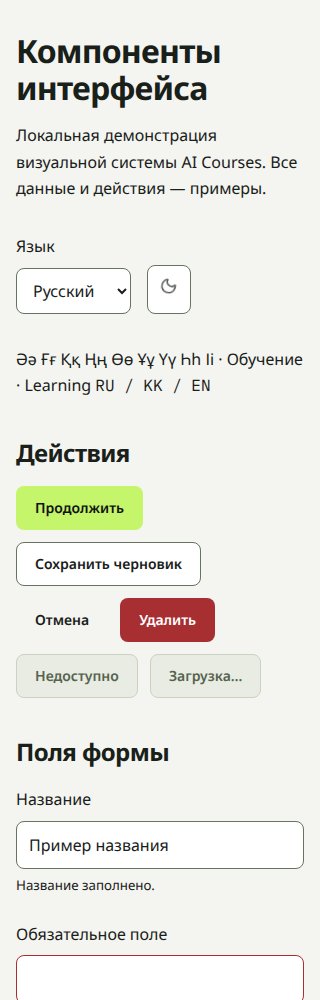 Компоненты
интерфейса
Локальная демонстрация
визуальной системы AI Courses. Все
данные и действия — примеры.
Язык
Русский
Әә Ғғ Ққ Ңң Өө Ұұ Үү Һһ Іі · Обучение
· Learning RU / KK / EN
Действия
Продолжить
Сохранить черновик
Отмена Удалить
Недоступно Загрузка…
Поля формы
Название
Пример названия
Название заполнено.
Обязательное поле